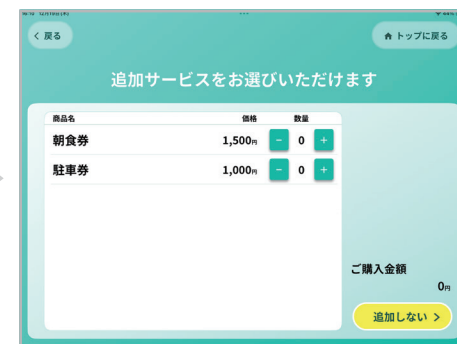 戻る
トップに戻る
追加サービスをお選びいただけます
商品名 価格 数量
朝食券 1,500円 − 0 +
駐車券 1,000円 − 0 +
ご購入金額
0円
追加しない